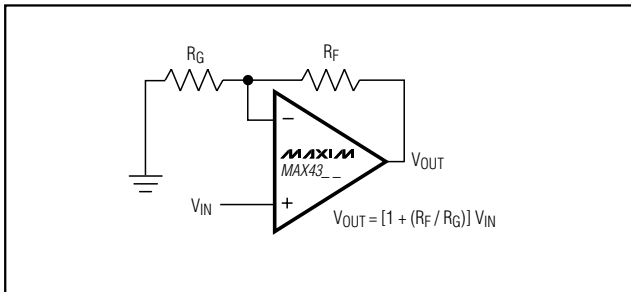 RG
RF
−
MAXIM
MAX43_ _
VOUT
VIN
+
VOUT = [1 + (RF / RG)] VIN